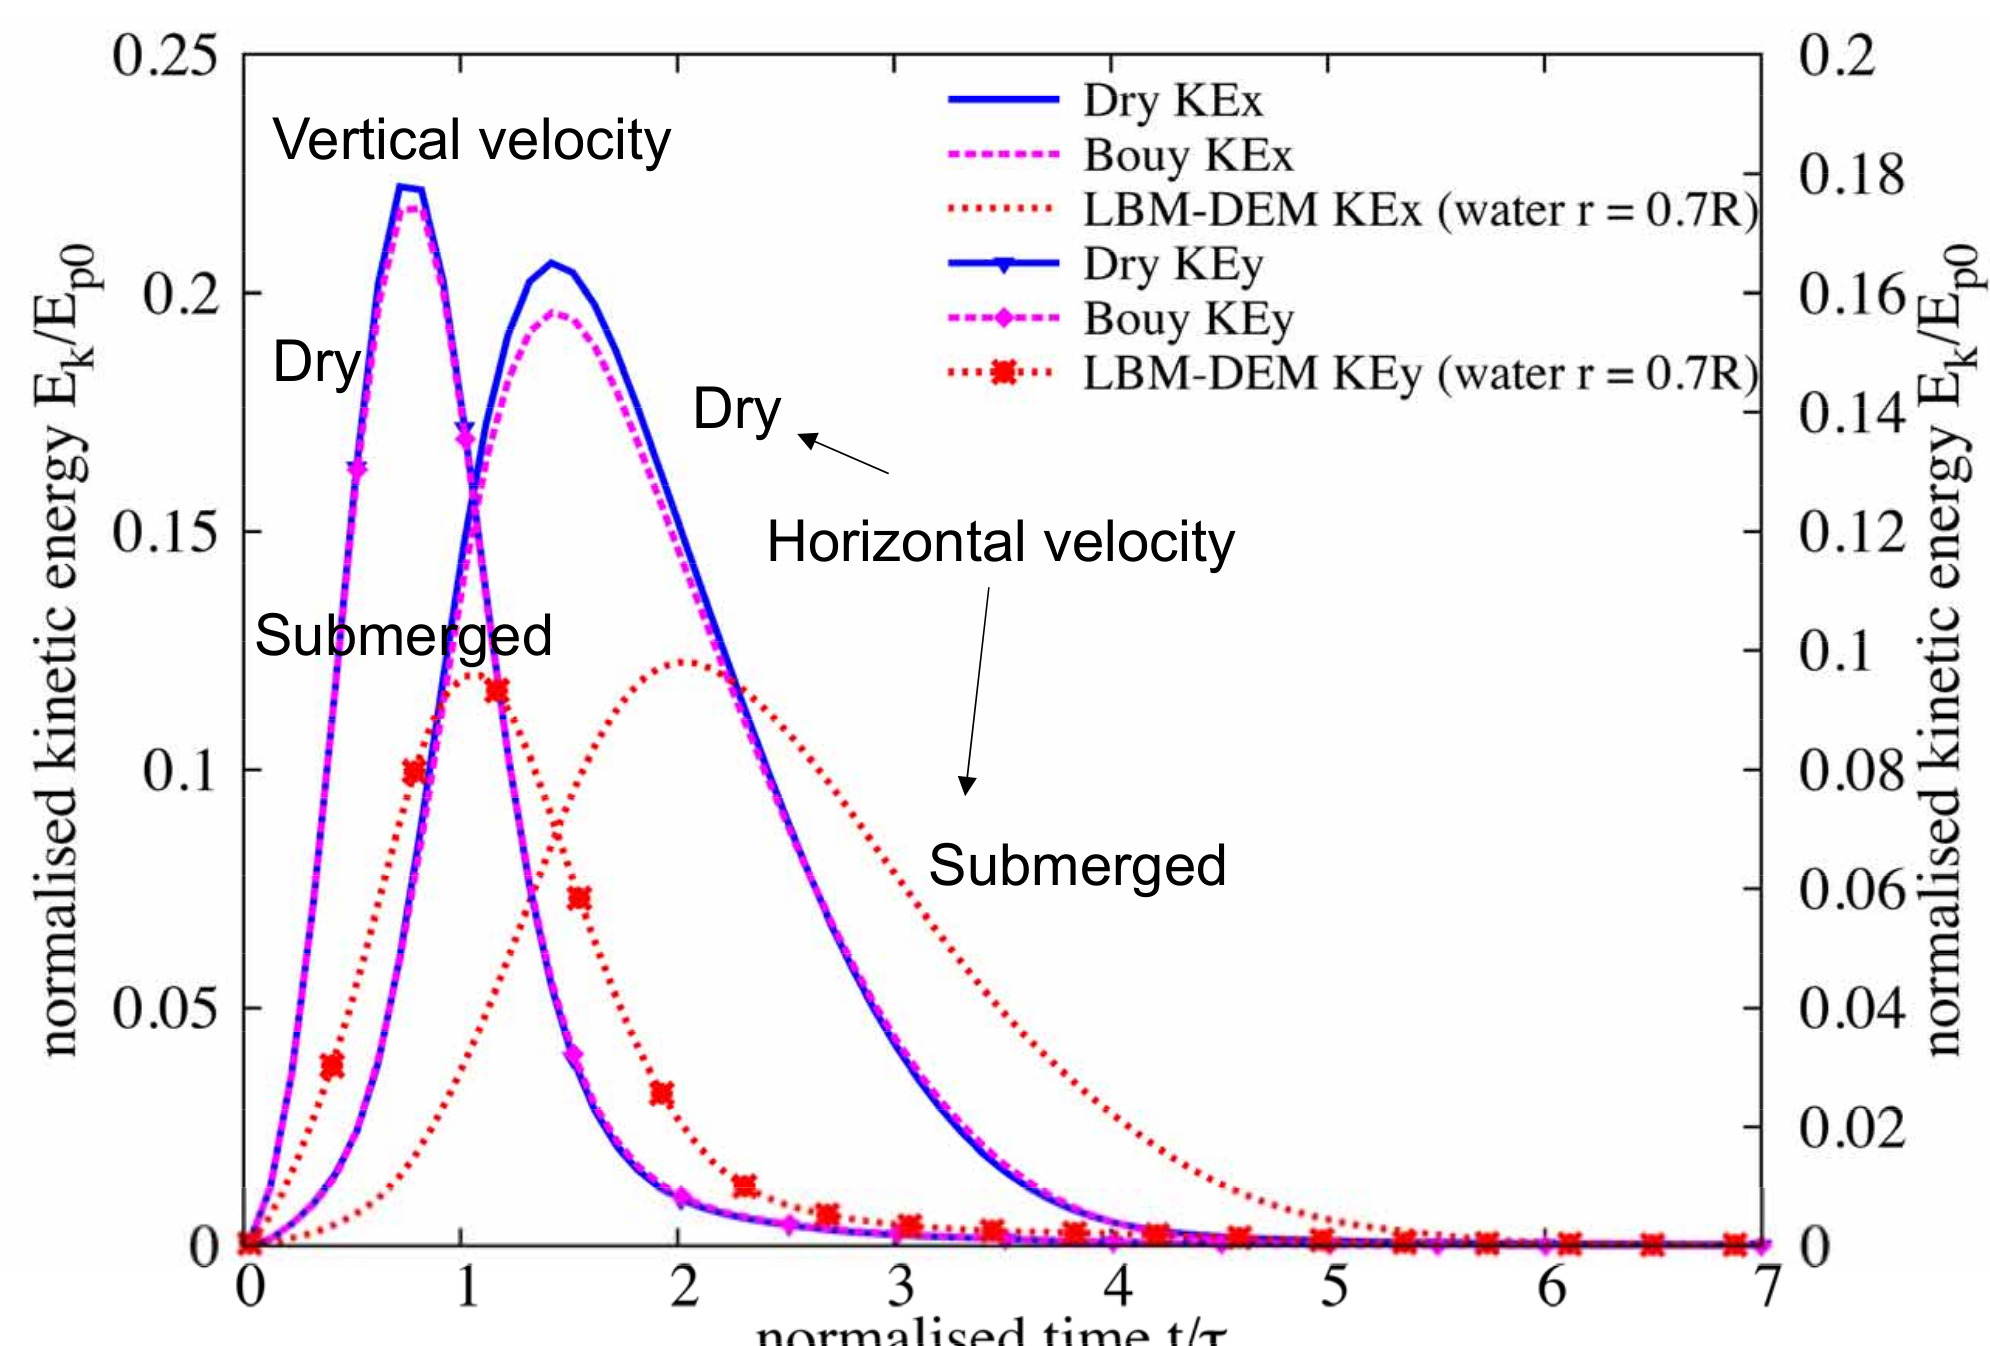 0.25
0.2
0.15
0.1
0.05
0
normalised kinetic energy E_k/E_p0
Vertical velocity
Dry
Submerged
Dry
Horizontal velocity
Submerged
Dry KEx
Bouy KEx
LBM-DEM KEx (water r = 0.7R)
Dry KEy
Bouy KEy
LBM-DEM KEy (water r = 0.7R)
0.2
0.18
0.16
0.14
0.12
0.1
0.08
0.06
0.04
0.02
0
normalised kinetic energy E_k/E_p0
0 1 2 3 4 5 6 7
normalised time t/τ